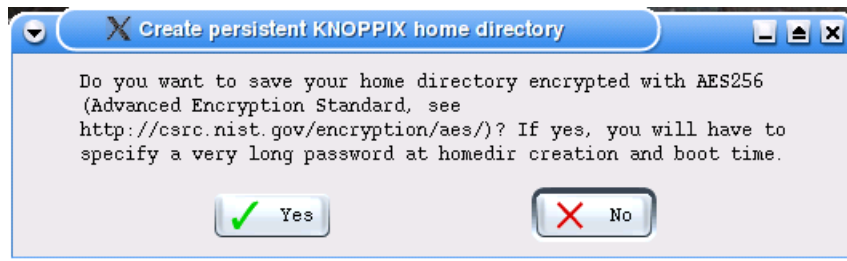 Create persistent KNOPPIX home directory
Do you want to save your home directory encrypted with AES256
(Advanced Encryption Standard, see
http://csrc.nist.gov/encryption/aes/)? If yes, you will have to
specify a very long password at homedir creation and boot time.
Yes No